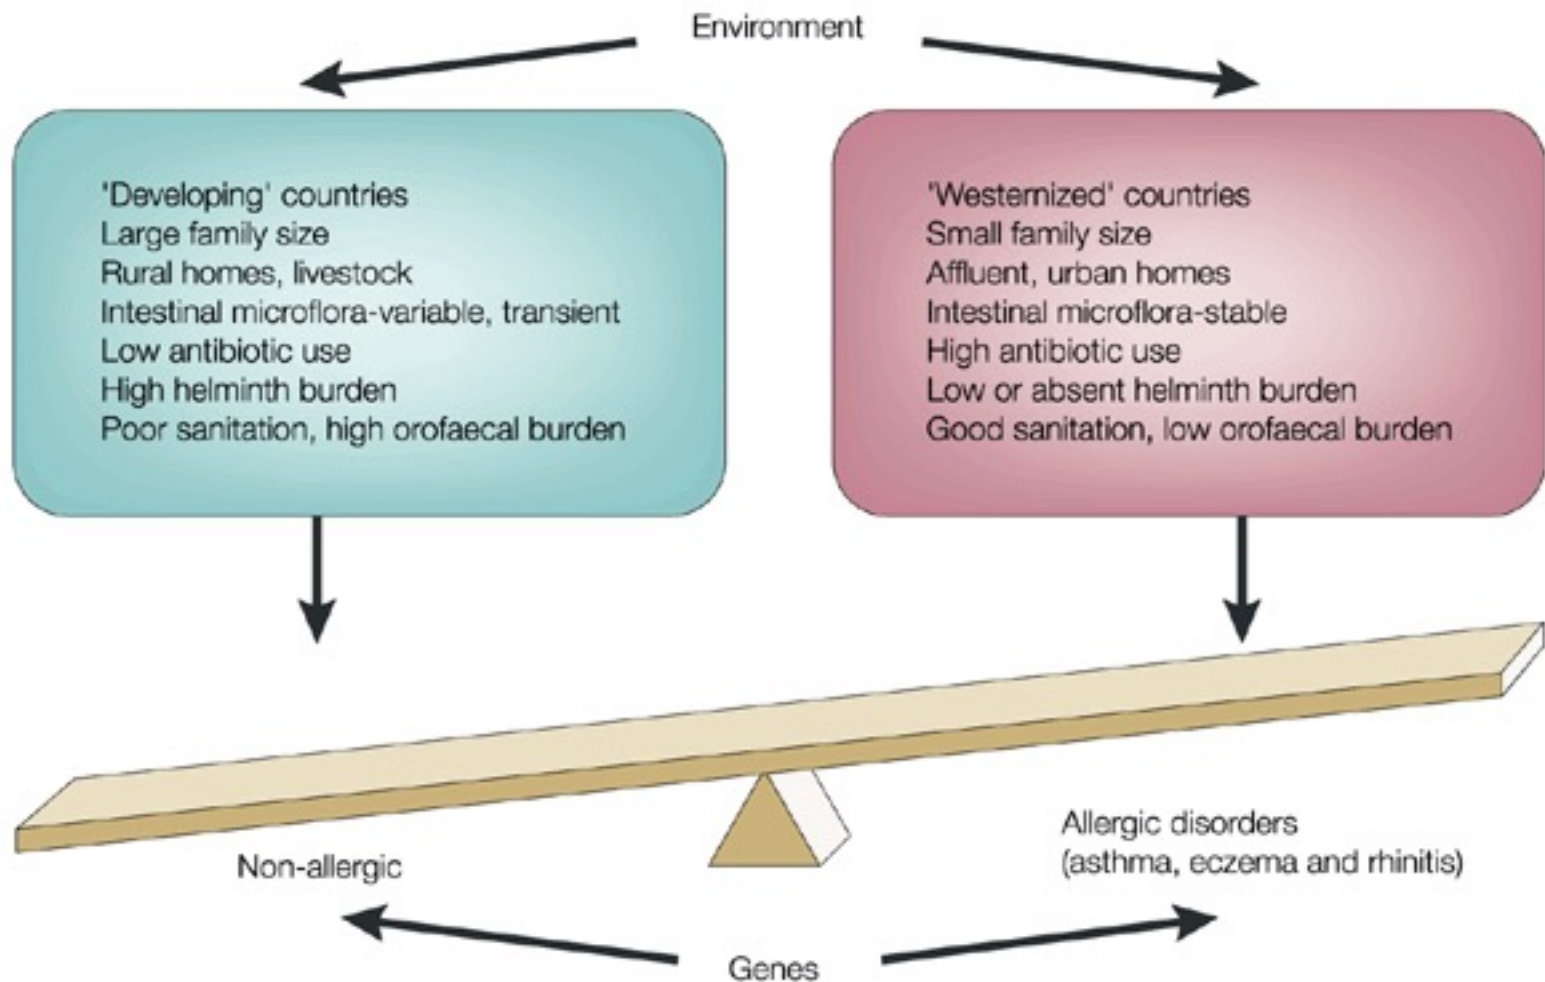 Environment
'Developing' countries
Large family size
Rural homes, livestock
Intestinal microflora-variable, transient
Low antibiotic use
High helminth burden
Poor sanitation, high orofaecal burden
'Westernized' countries
Small family size
Affluent, urban homes
Intestinal microflora-stable
High antibiotic use
Low or absent helminth burden
Good sanitation, low orofaecal burden
Non-allergic
Allergic disorders
(asthma, eczema and rhinitis)
Genes